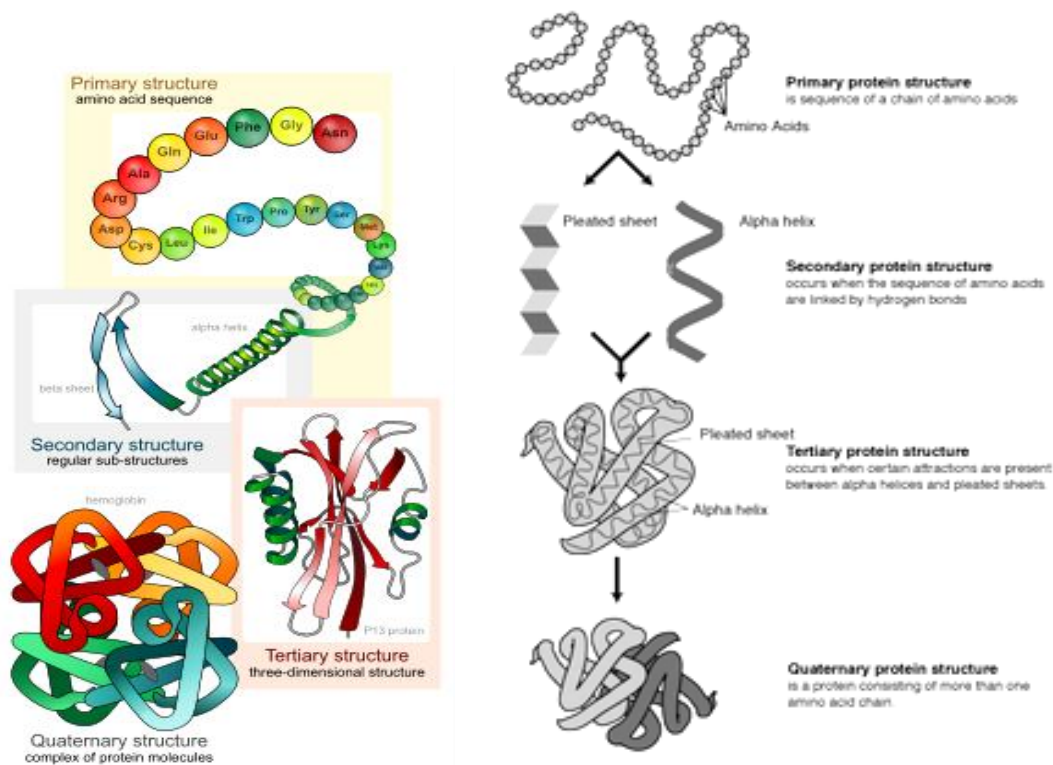 Primary structure
amino acid sequence
Asn
Gly
Phe
Glu
Gln
Ala
Arg
Asp
Cys
Leu
Ile
Trp
Pro
Tyr
Ser
Met
Lys
His
alpha helix
beta sheet
Secondary structure
regular sub-structures
hemoglobin
P13 protein
Tertiary structure
three-dimensional structure
Quaternary structure
complex of protein molecules
Primary protein structure
is sequence of a chain of amino acids
Amino Acids
Pleated sheet
Alpha helix
Secondary protein structure
occurs when the sequence of amino acids
are linked by hydrogen bonds
Pleated sheet
Alpha helix
Tertiary protein structure
occurs when certain attractions are present
between alpha helices and pleated sheets.
Quaternary protein structure
is a protein consisting of more than one
amino acid chain.